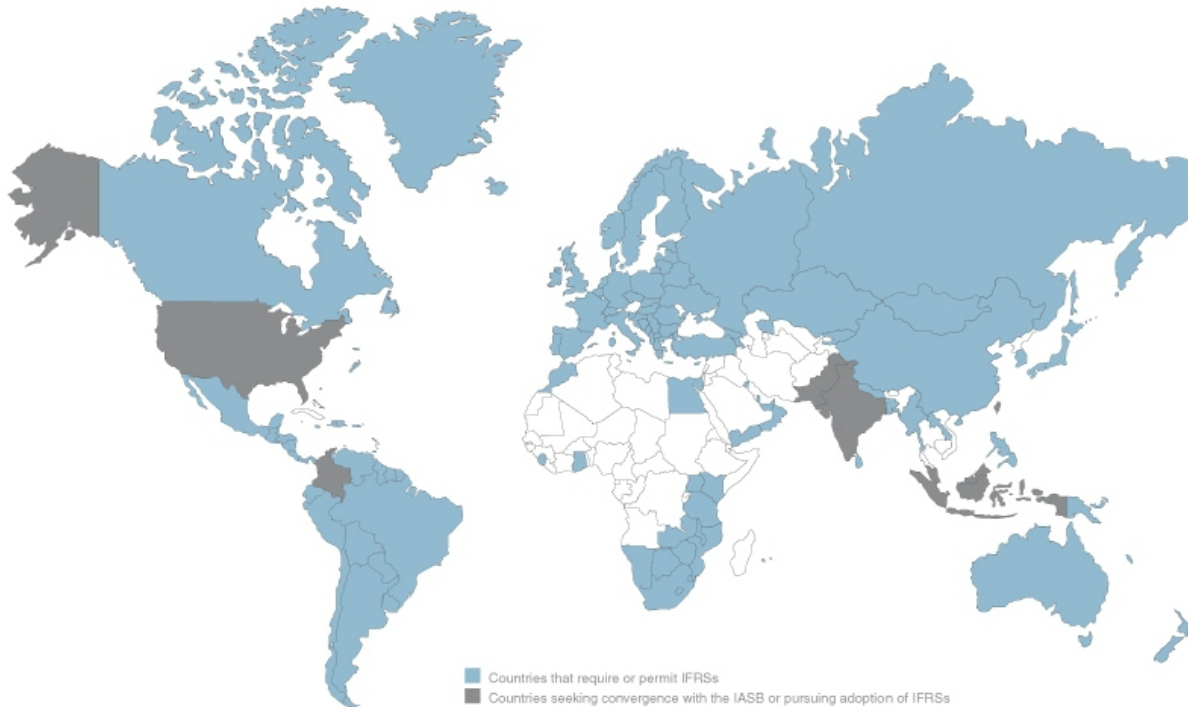 Countries that require or permit IFRSs
Countries seeking convergence with the IASB or pursuing adoption of IFRSs